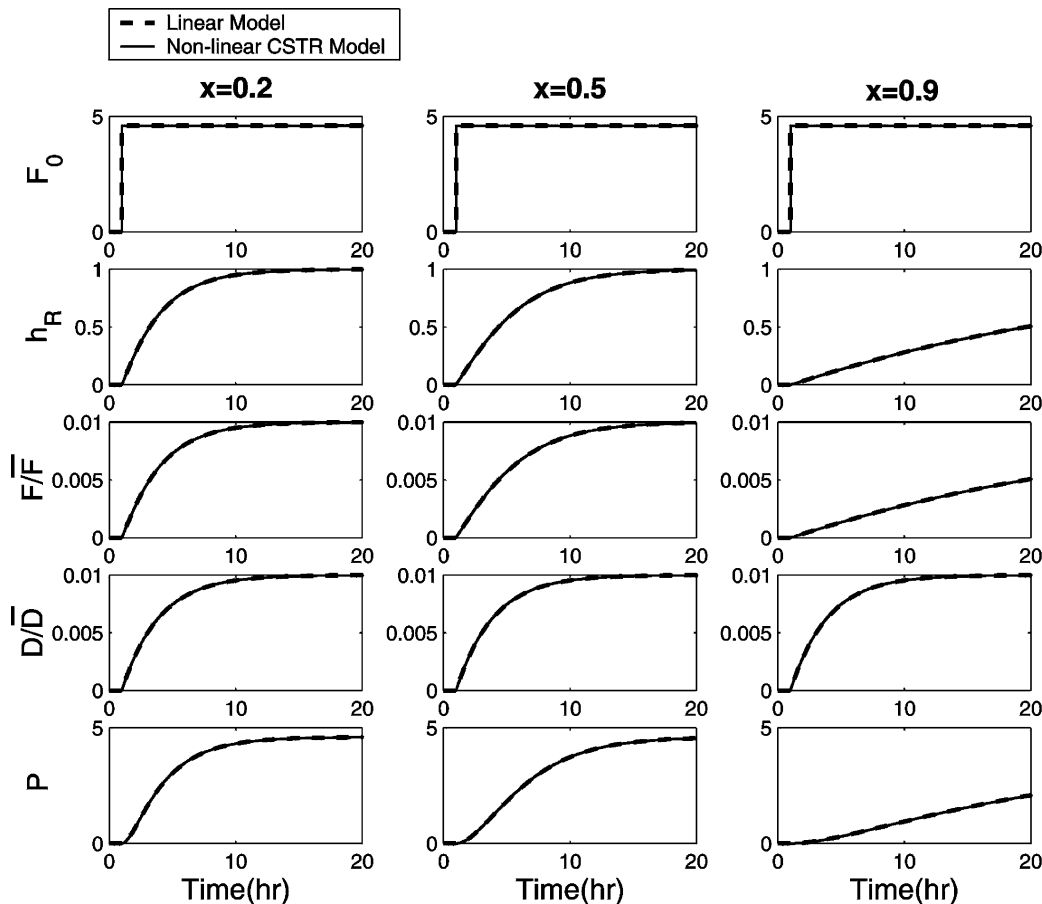 Linear Model
Non-linear CSTR Model
x=0.2 x=0.5 x=0.9
F0
5 5 5
0 0 0
0 10 20 0 10 20 0 10 20
hR
1 1 1
0.5 0.5 0.5
0 0 0
0 10 20 0 10 20 0 10 20
F/F̅
0.01 0.01 0.01
0.005 0.005 0.005
0 0 0
0 10 20 0 10 20 0 10 20
D/D̅
0.01 0.01 0.01
0.005 0.005 0.005
0 0 0
0 10 20 0 10 20 0 10 20
P
5 5 5
0 0 0
0 10 20 0 10 20 0 10 20
Time(hr) Time(hr) Time(hr)